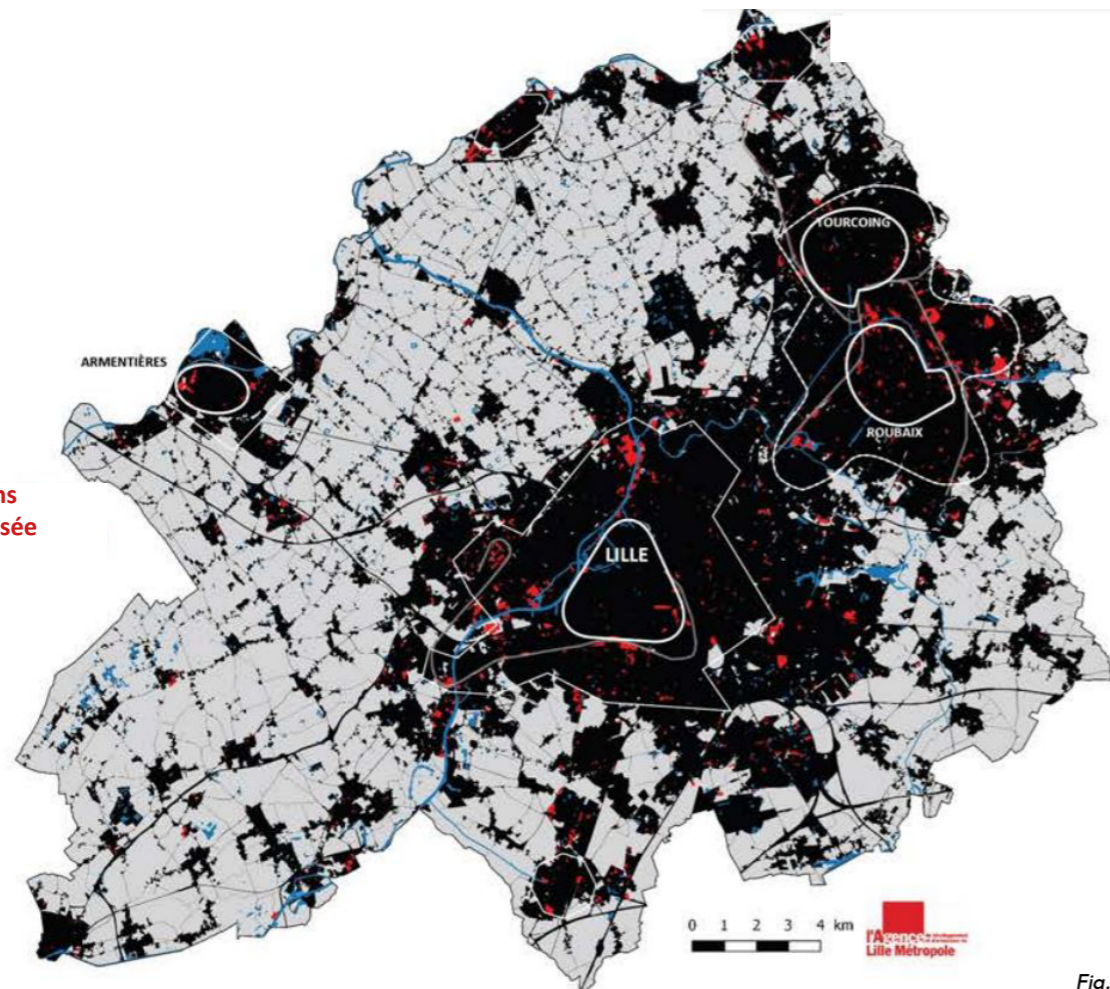 TOURCOING
ARMENTIÈRES
ROUBAIX
ns
sée
LILLE
0 1 2 3 4 km
l'Agence
Lille Métropole
Fig.